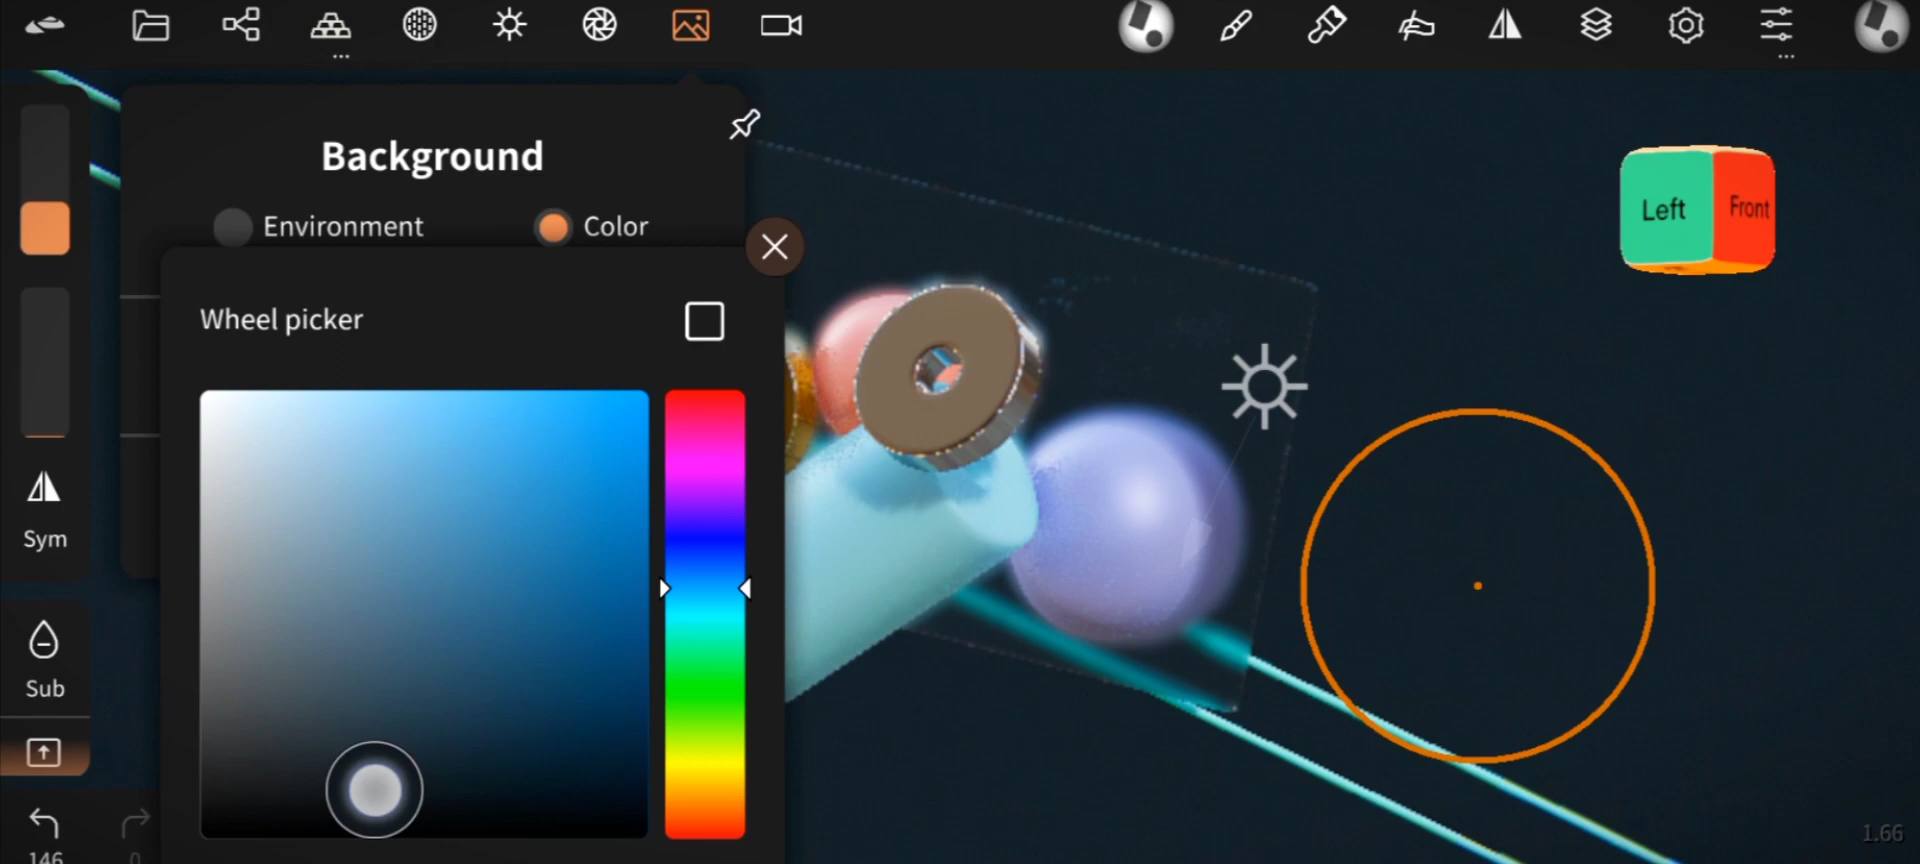 Background
Environment
Color
Wheel picker
Left
Front
Sym
Sub
146
0
1.66